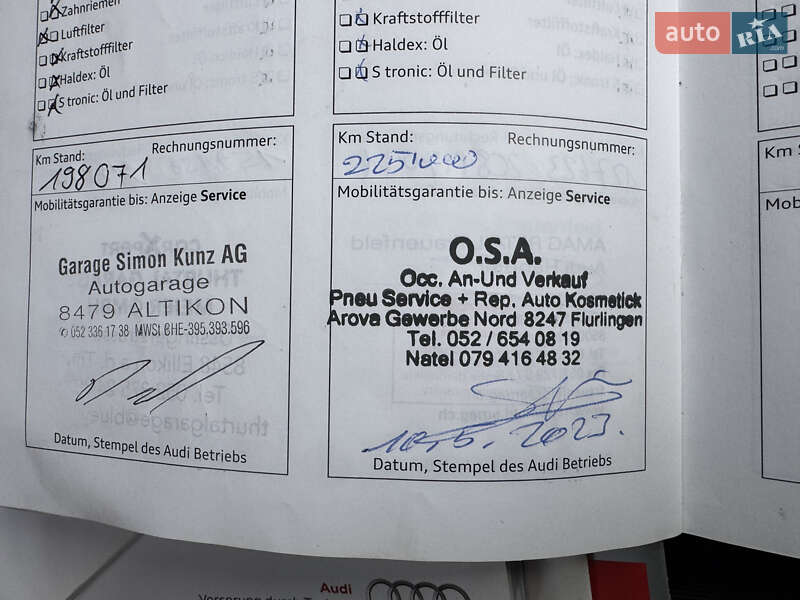 Zahnriemen
Luftfilter
Kraftstofffilter
Haldex: Öl
S tronic: Öl und Filter
Km Stand:
Rechnungsnummer:
198071
Mobilitätsgarantie bis: Anzeige Service
Garage Simon Kunz AG
Autogarage
8479 ALTIKON
052 336 17 38 MWSt CHE-395.393.596
Datum, Stempel des Audi Betriebs
Kraftstofffilter
Haldex: Öl
S tronic: Öl und Filter
Km Stand:
Rechnungsnummer:
Mobilitätsgarantie bis: Anzeige Service
O.S.A.
Occ. An-Und Verkauf
Pneu Service + Rep. Auto Kosmetick
Arova Gewerbe Nord 8247 Flurlingen
Tel. 052 / 654 08 19
Natel 079 416 48 32
10.5. 2023.
Datum, Stempel des Audi Betriebs
Km
Mo
auto RIA
.com
Audi